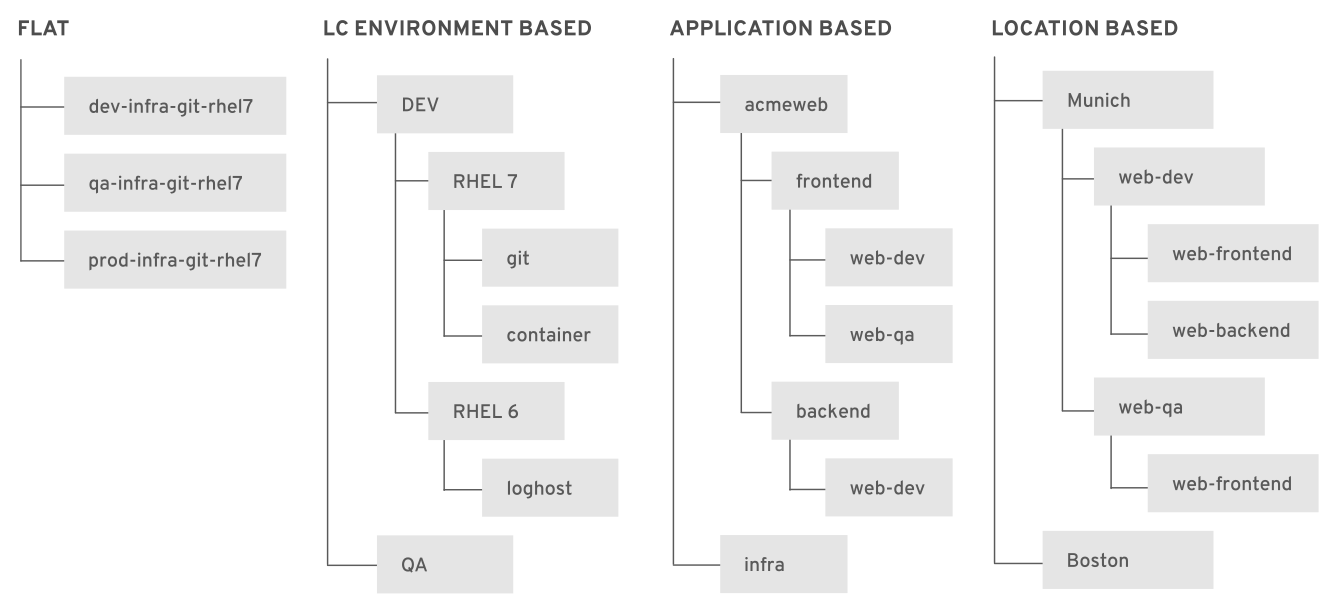 FLAT
dev-infra-git-rhel7
qa-infra-git-rhel7
prod-infra-git-rhel7
LC ENVIRONMENT BASED
DEV
RHEL 7
git
container
RHEL 6
loghost
QA
APPLICATION BASED
acmeweb
frontend
web-dev
web-qa
backend
web-dev
infra
LOCATION BASED
Munich
web-dev
web-frontend
web-backend
web-qa
web-frontend
Boston